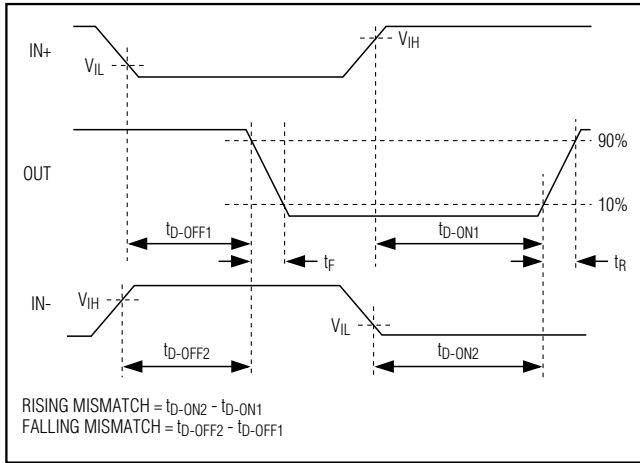 IN+
VIL
VIH
OUT
90%
10%
tD-OFF1
tF
tD-ON1
tR
IN-
VIH
VIL
tD-OFF2
tD-ON2
RISING MISMATCH = tD-ON2 - tD-ON1
FALLING MISMATCH = tD-OFF2 - tD-OFF1